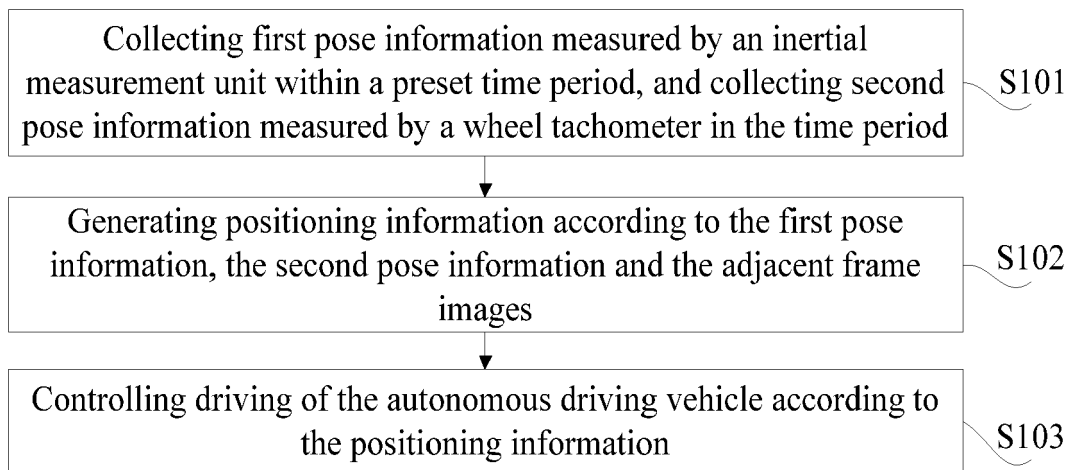 Collecting first pose information measured by an inertial
measurement unit within a preset time period, and collecting second
pose information measured by a wheel tachometer in the time period
S101
Generating positioning information according to the first pose
information, the second pose information and the adjacent frame
images
S102
Controlling driving of the autonomous driving vehicle according to
the positioning information
S103